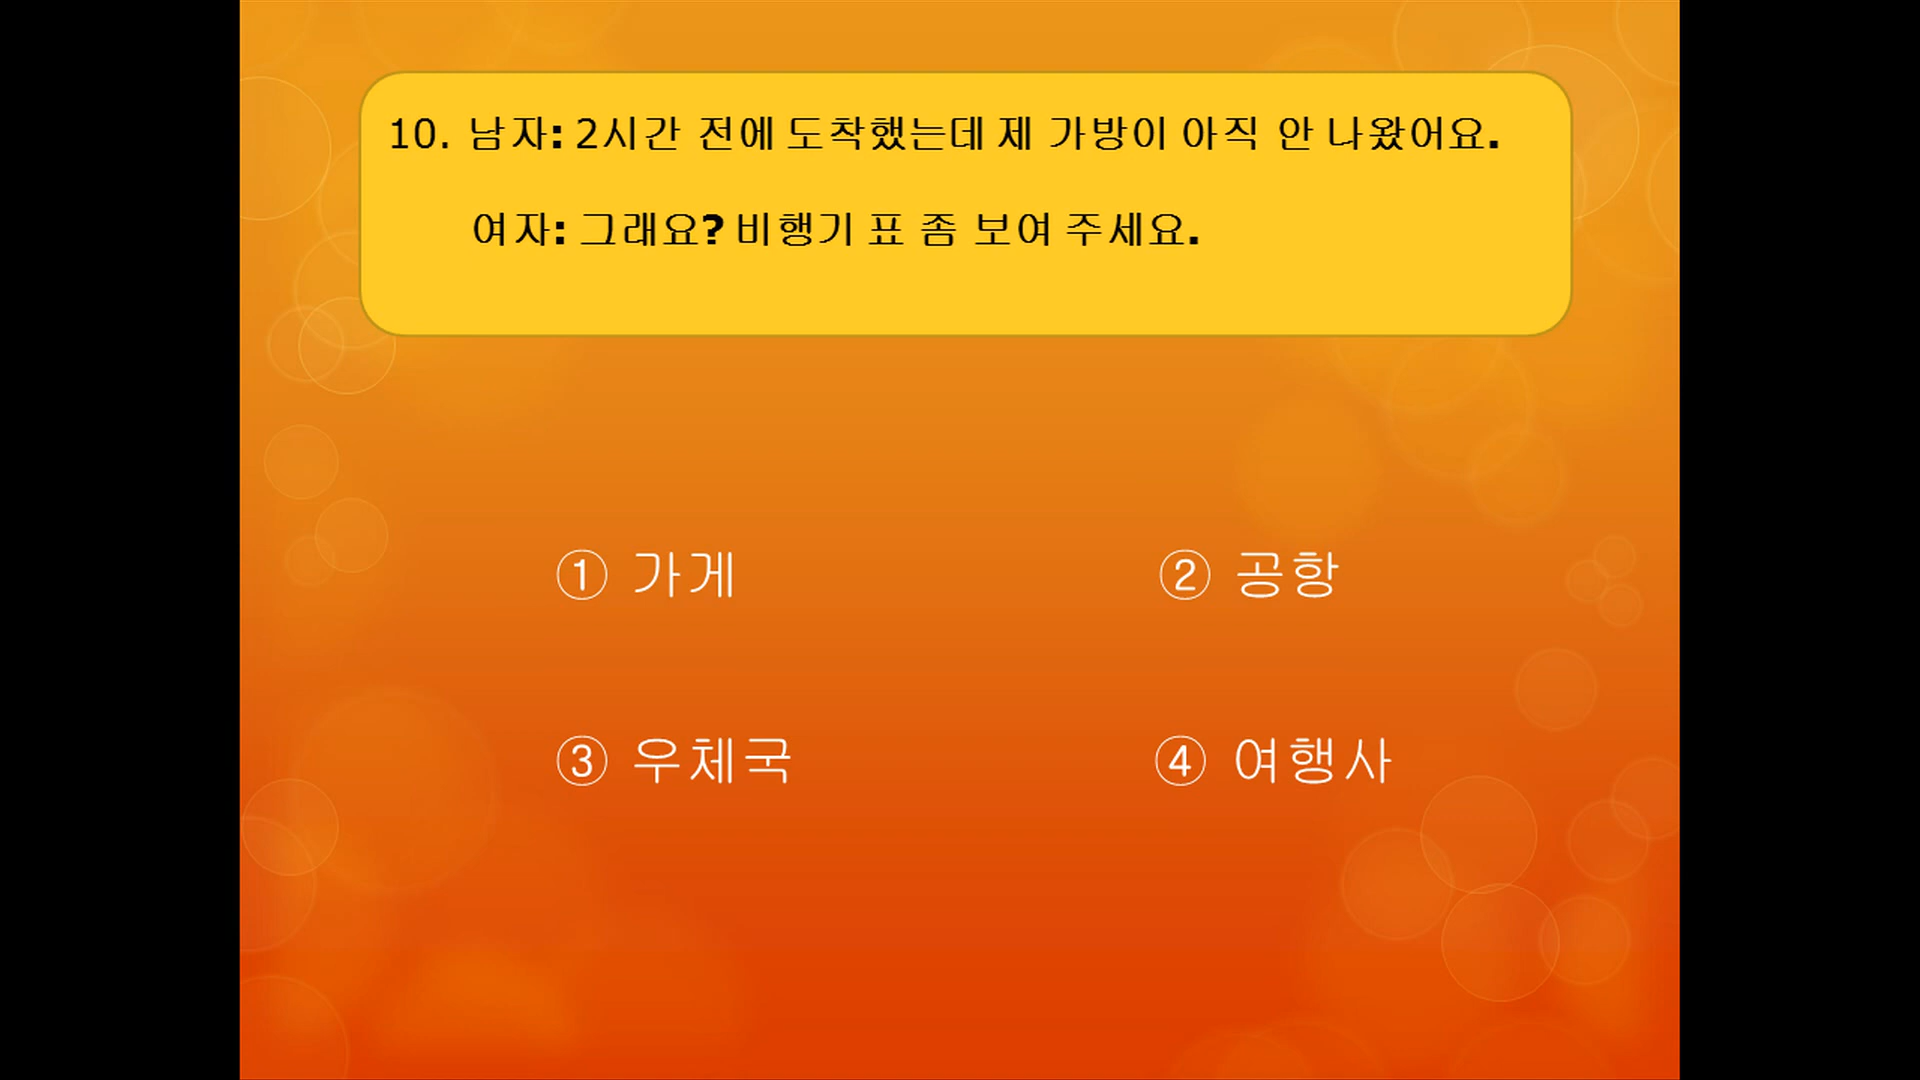 10. 남자: 2시간 전에 도착했는데 제 가방이 아직 안 나왔어요.
여자: 그래요? 비행기 표 좀 보여 주세요.
① 가게
② 공항
③ 우체국
④ 여행사